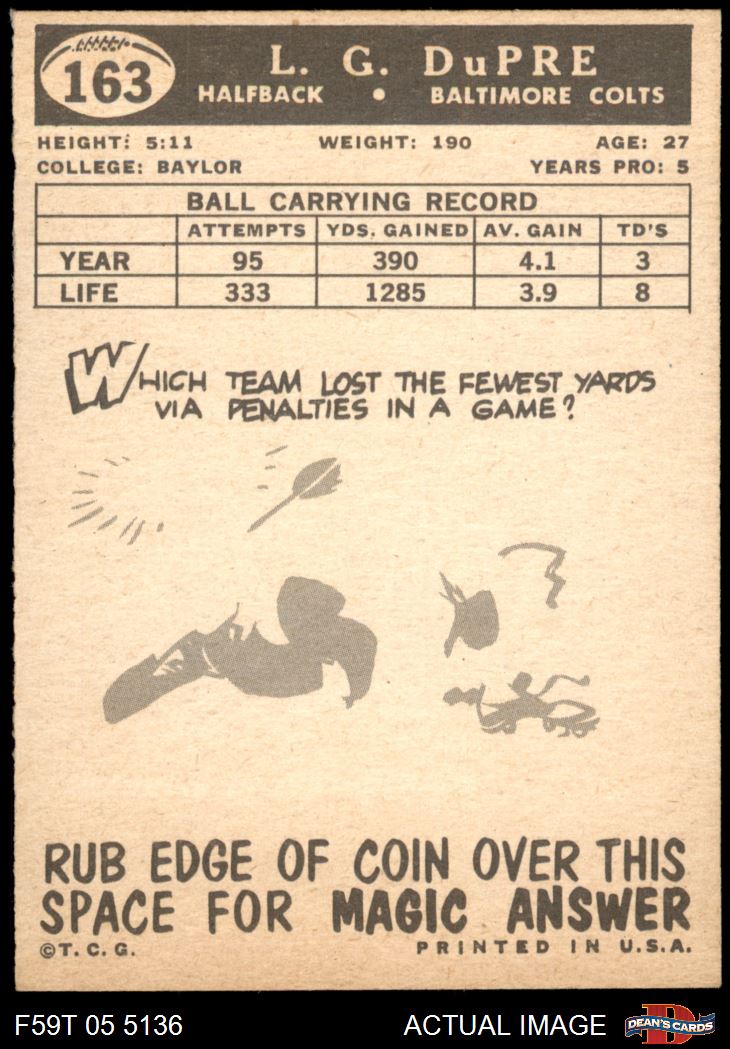 163
L. G. DuPRE
HALFBACK • BALTIMORE COLTS
HEIGHT: 5:11 WEIGHT: 190 AGE: 27
COLLEGE: BAYLOR YEARS PRO: 5
BALL CARRYING RECORD
ATTEMPTS YDS. GAINED AV. GAIN TD'S
YEAR 95 390 4.1 3
LIFE 333 1285 3.9 8
WHICH TEAM LOST THE FEWEST YARDS
VIA PENALTIES IN A GAME?
RUB EDGE OF COIN OVER THIS
SPACE FOR MAGIC ANSWER
©T. C. G. PRINTED IN U.S.A.
F59T 05 5136 ACTUAL IMAGE D DEAN'S CARDS